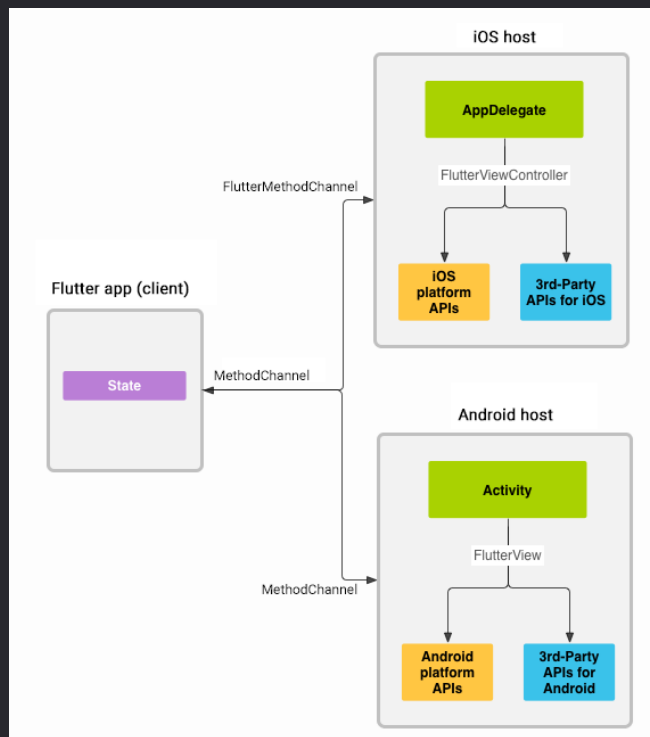 iOS host
AppDelegate
FlutterMethodChannel
FlutterViewController
iOS
platform
APIs
3rd-Party
APIs for iOS
Flutter app (client)
State
MethodChannel
Android host
Activity
FlutterView
MethodChannel
Android
platform
APIs
3rd-Party
APIs for
Android